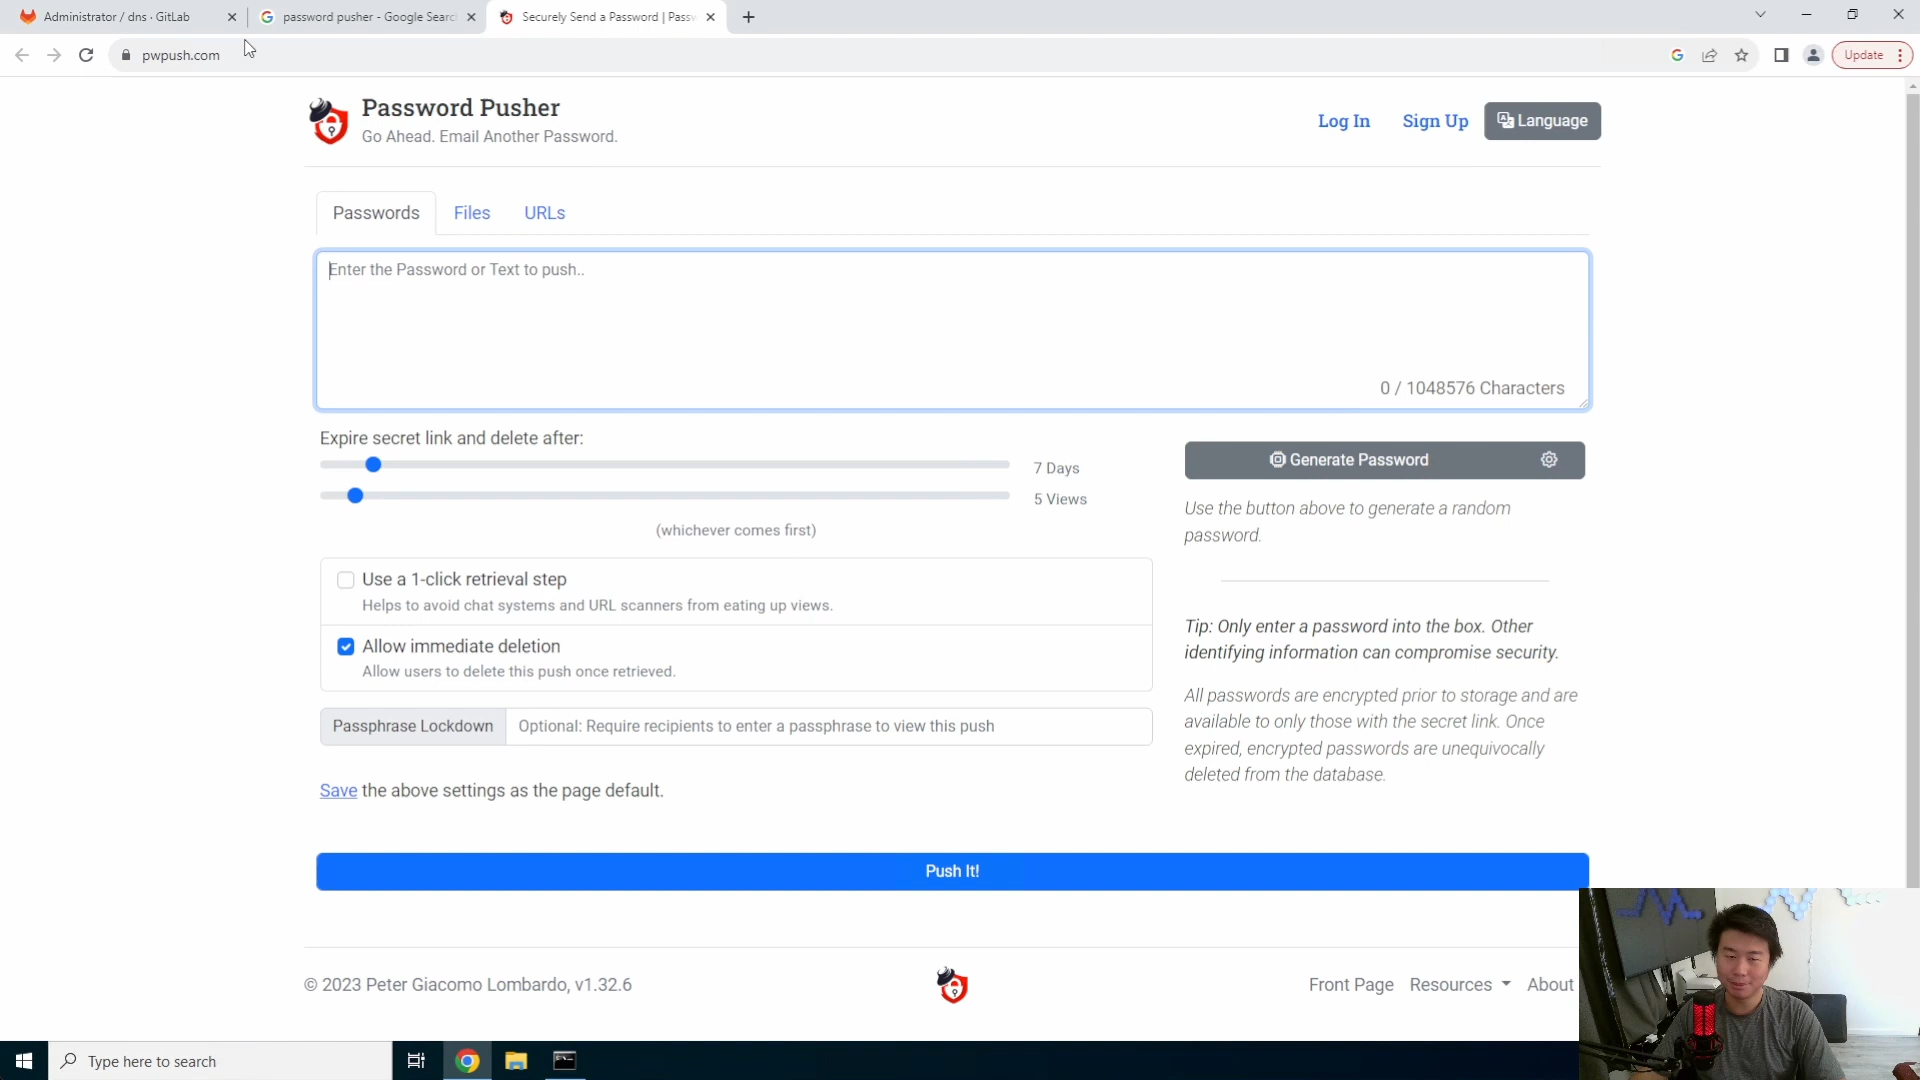 Administrator / dns · GitLab
password pusher - Google Searc
Securely Send a Password | Passw
pwpush.com
Update
Password Pusher
Go Ahead. Email Another Password.
Log In
Sign Up
Language
Passwords
Files
URLs
Enter the Password or Text to push..
0 / 1048576 Characters
Expire secret link and delete after:
7 Days
5 Views
(whichever comes first)
Generate Password
Use the button above to generate a random
password.
Use a 1-click retrieval step
Helps to avoid chat systems and URL scanners from eating up views.
Allow immediate deletion
Allow users to delete this push once retrieved.
Tip: Only enter a password into the box. Other
identifying information can compromise security.
All passwords are encrypted prior to storage and are
available to only those with the secret link. Once
expired, encrypted passwords are unequivocally
deleted from the database.
Passphrase Lockdown
Optional: Require recipients to enter a passphrase to view this push
Save the above settings as the page default.
Push It!
© 2023 Peter Giacomo Lombardo, v1.32.6
Front Page
Resources
About
Type here to search